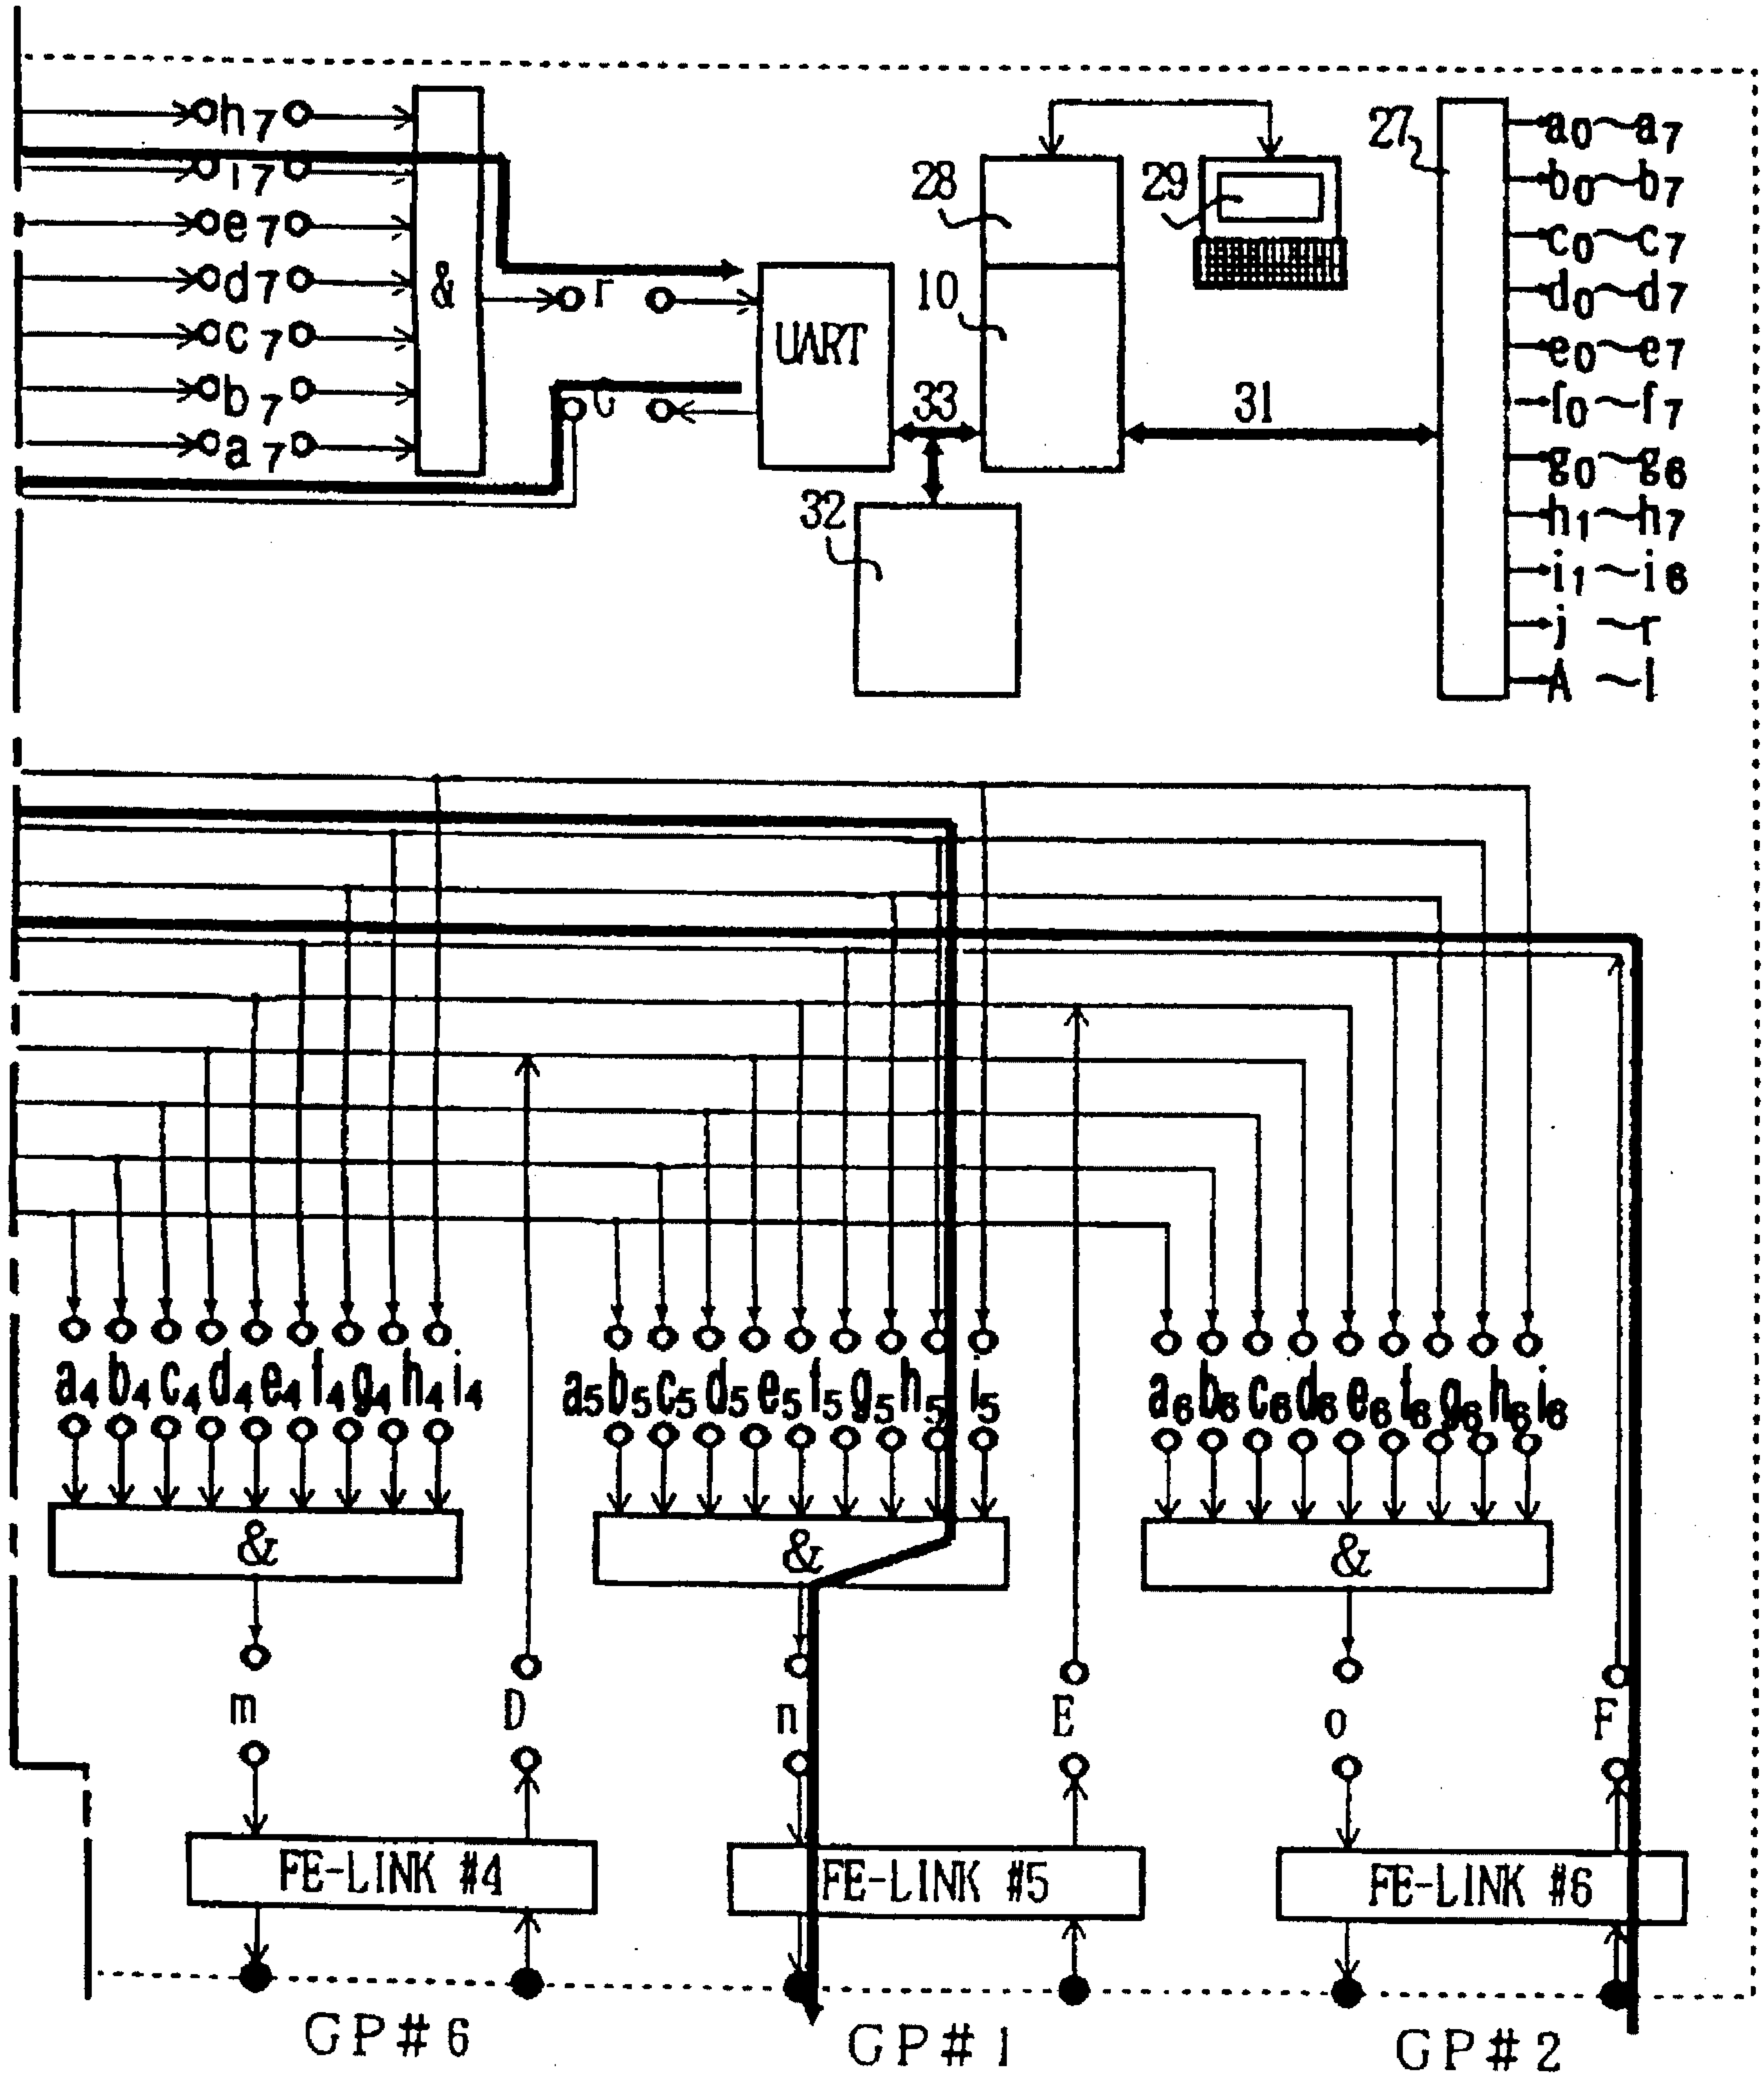 h7
i7
e7
d7
c7
b7
a7
&
r
UART
28
10
29
33
31
32
27
a0～a7
b0～b7
c0～c7
d0～d7
e0～e7
f0～f7
g0～g6
h1～h7
i1～i6
j ～r
A ～I
a4 b4 c4 d4 e4 f4 g4 h4 i4
a5 b5 c5 d5 e5 f5 g5 h5 i5
a6 b6 c6 d6 e6 f6 g6 h6 i6
&
&
&
m
D
n
E
o
F
FE-LINK #4
FE-LINK #5
FE-LINK #6
GP#6
GP#1
GP#2